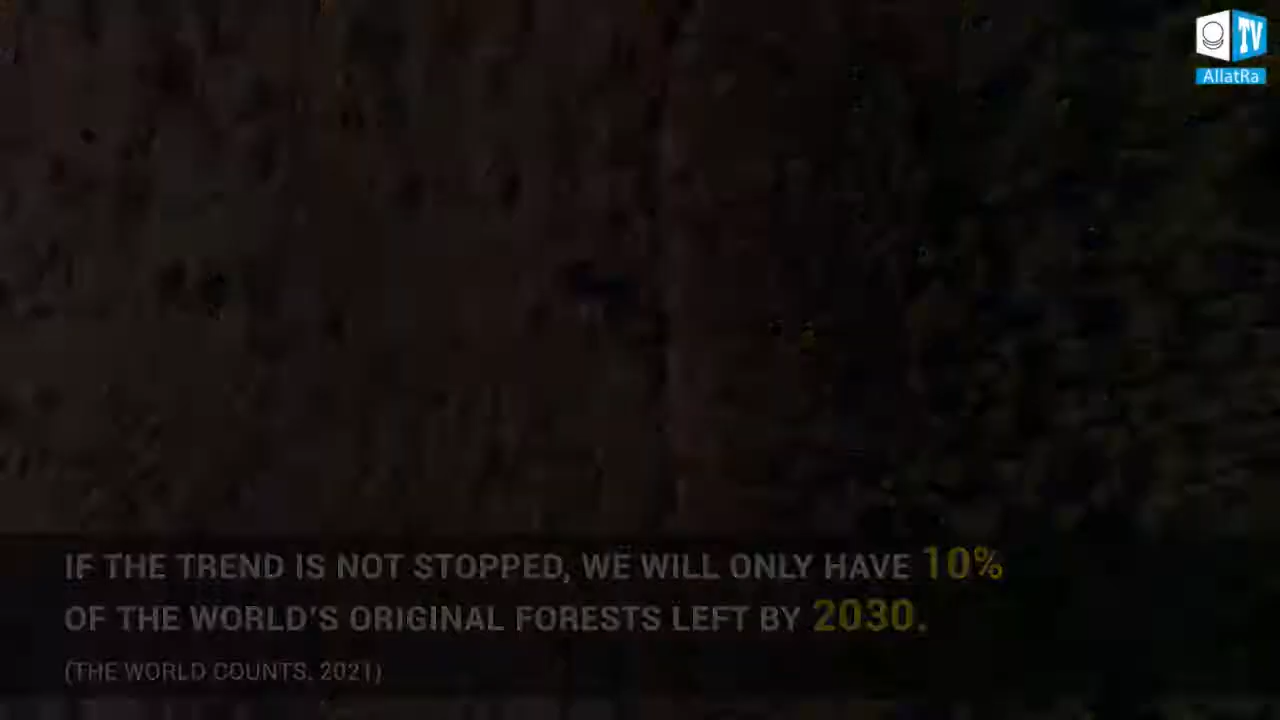 TV
AllatRa
IF THE TREND IS NOT STOPPED, WE WILL ONLY HAVE 10%
OF THE WORLD'S ORIGINAL FORESTS LEFT BY 2030.
(THE WORLD COUNTS, 2021)